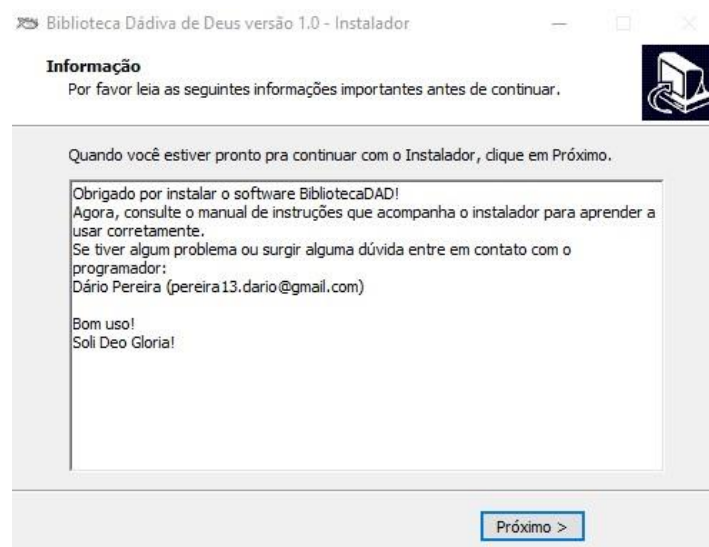 Biblioteca Dádiva de Deus versão 1.0 - Instalador
Informação
Por favor leia as seguintes informações importantes antes de continuar.
Quando você estiver pronto pra continuar com o Instalador, clique em Próximo.
Obrigado por instalar o software BibliotecaDAD!
Agora, consulte o manual de instruções que acompanha o instalador para aprender a
usar corretamente.
Se tiver algum problema ou surgir alguma dúvida entre em contato com o
programador:
Dário Pereira (pereira13.dario@gmail.com)
Bom uso!
Soli Deo Gloria!
Próximo >